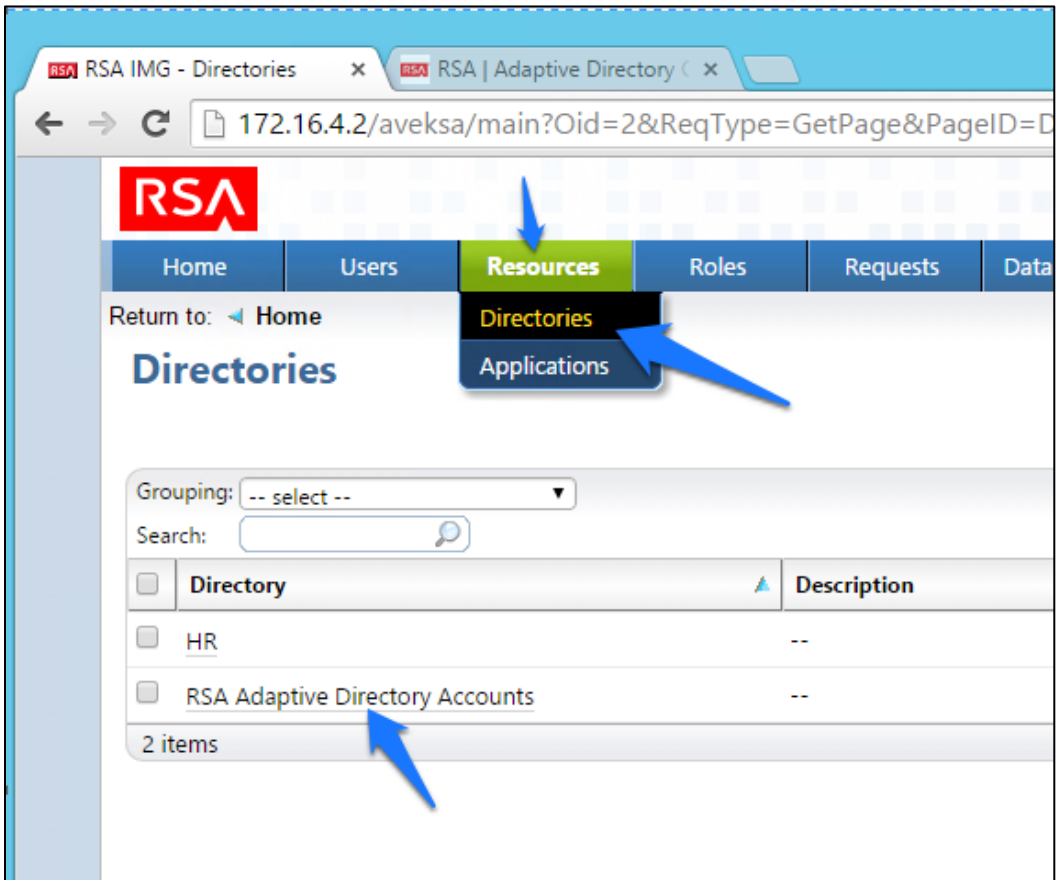 RSA RSA IMG - Directories × RSA RSA | Adaptive Directory C ×
172.16.4.2/aveksa/main?Oid=2&ReqType=GetPage&PageID=D
RSA
Home Users Resources Roles Requests Data
Return to: Home Directories
Directories Applications
Grouping: -- select --
Search:
Directory Description
HR --
RSA Adaptive Directory Accounts --
2 items